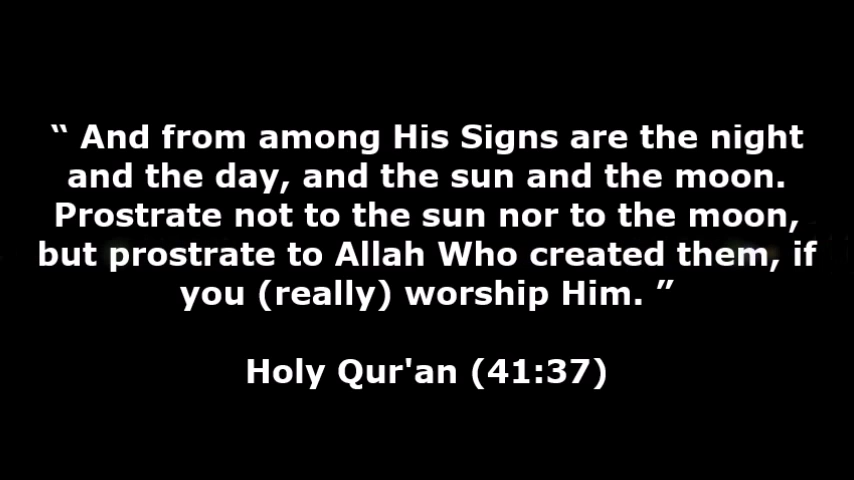 “ And from among His Signs are the night
and the day, and the sun and the moon.
Prostrate not to the sun nor to the moon,
but prostrate to Allah Who created them, if
you (really) worship Him. ”
Holy Qur'an (41:37)